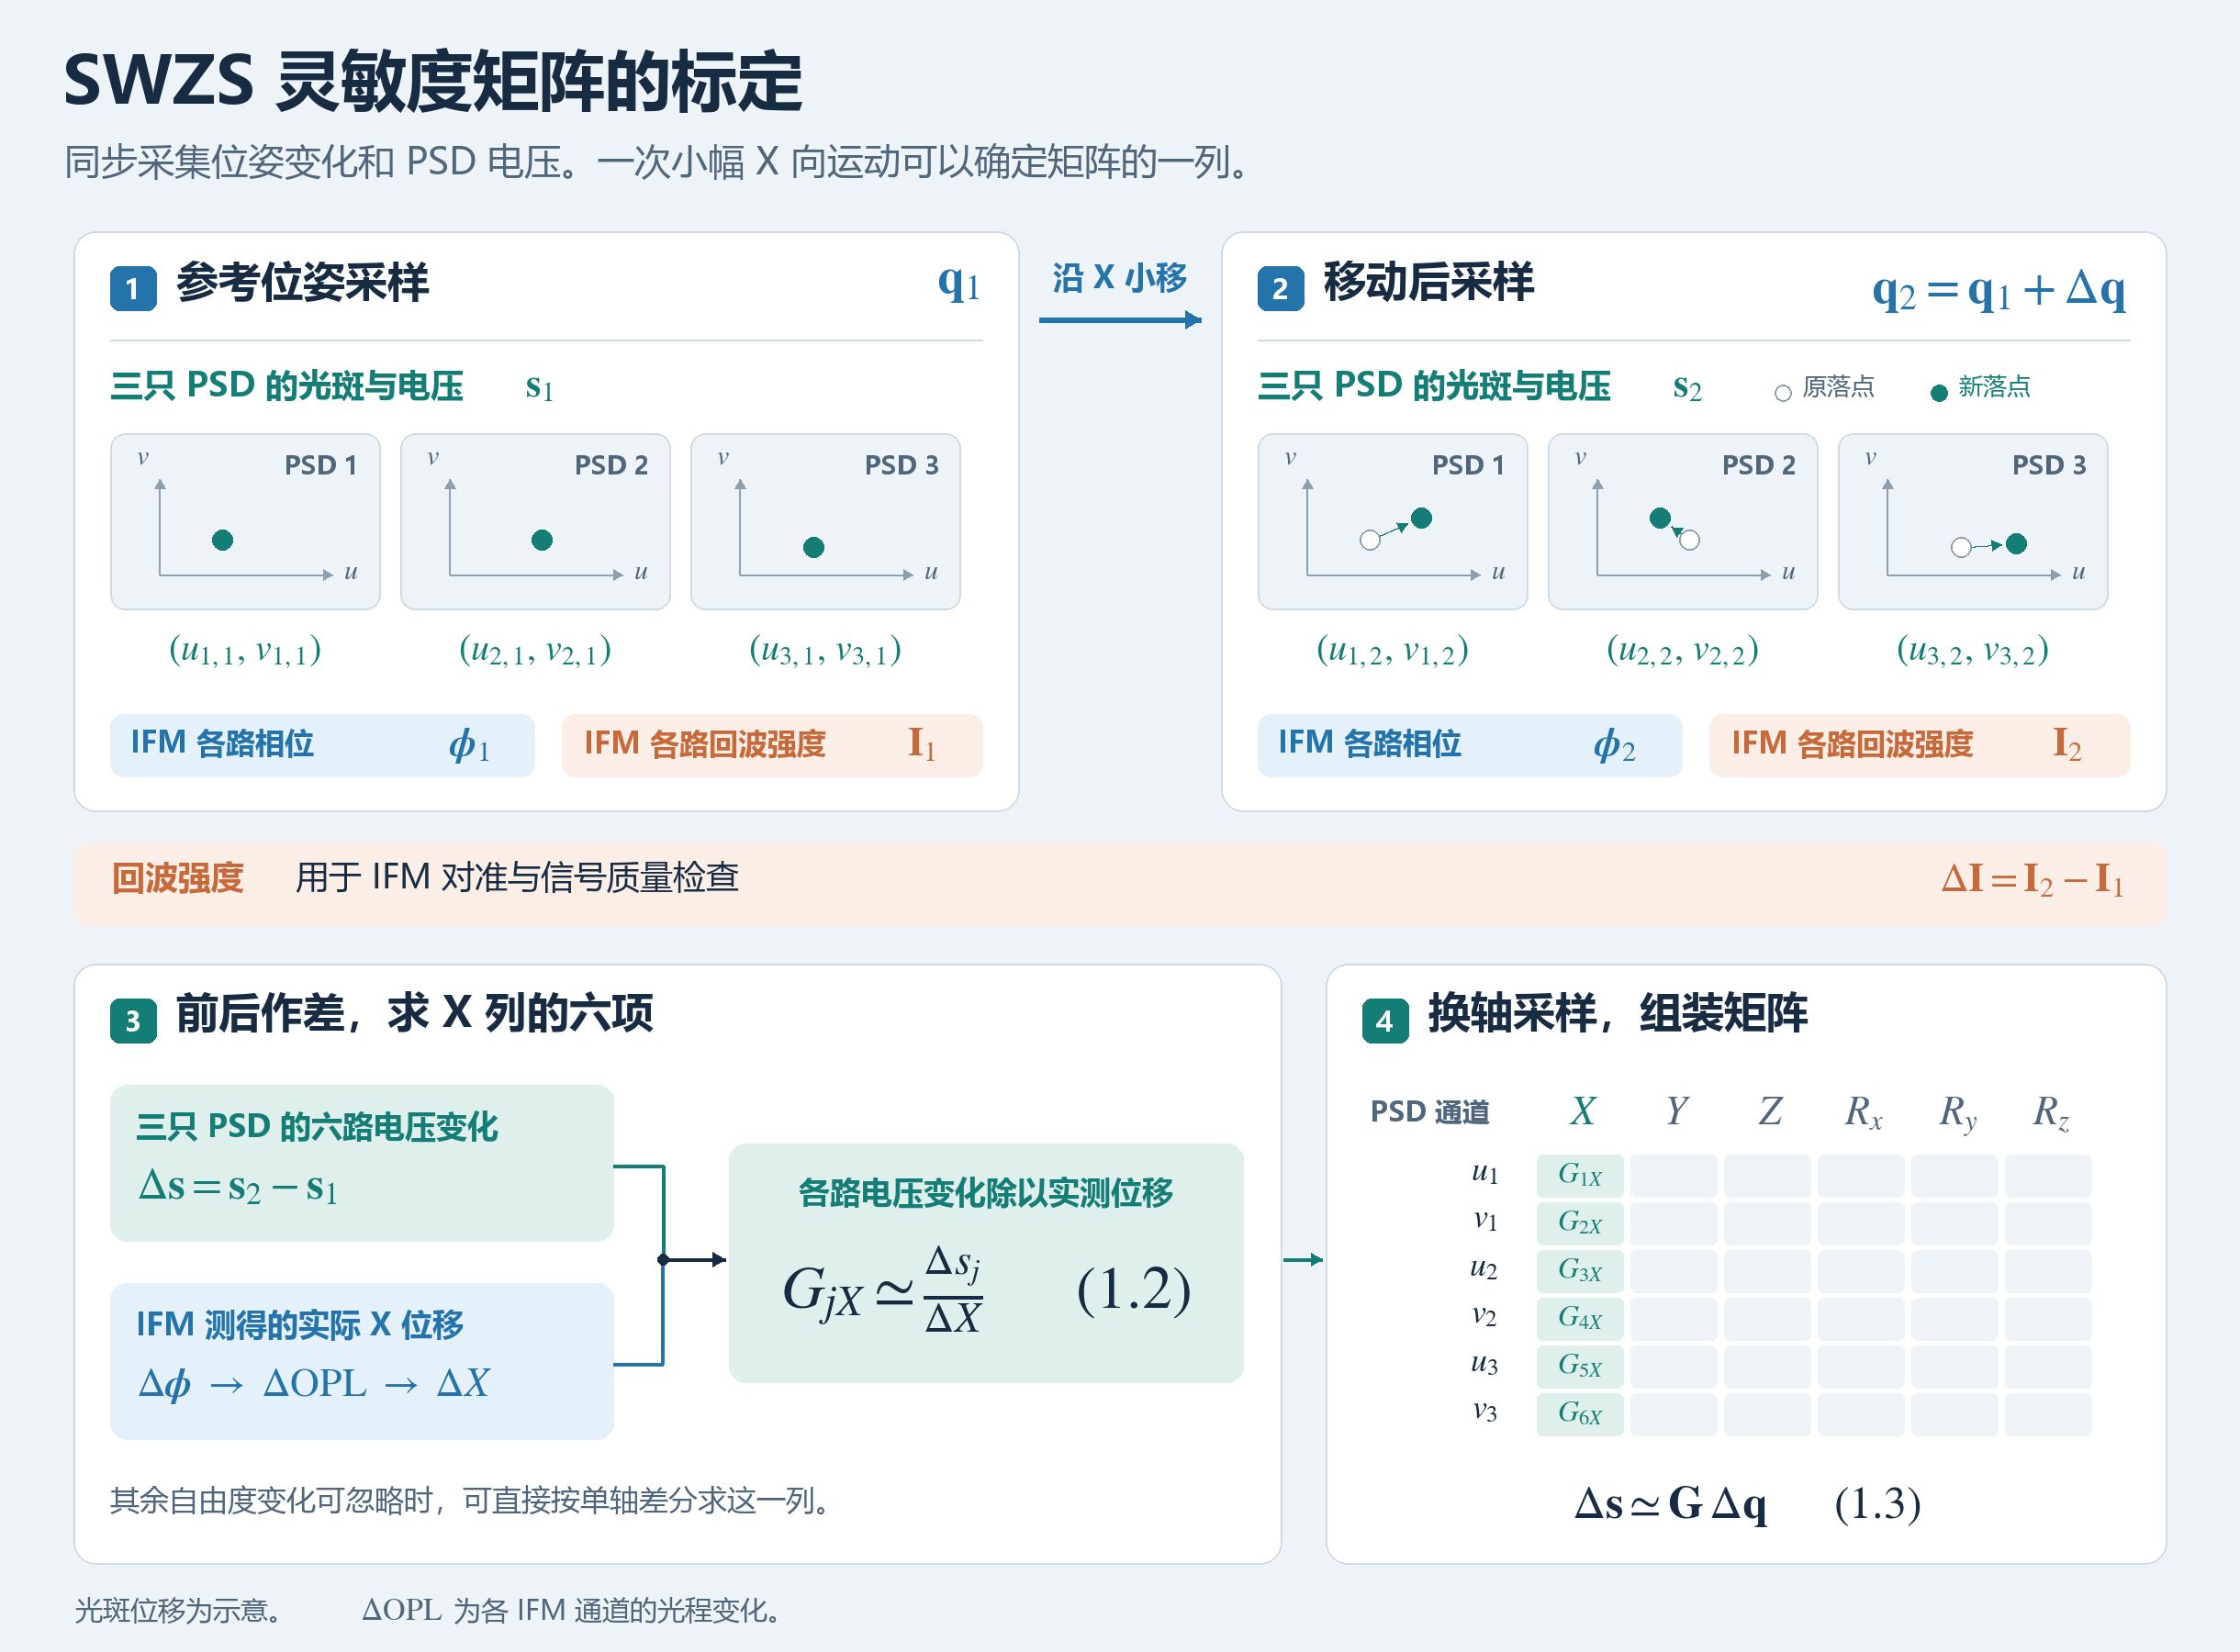 SWZS 灵敏度矩阵的标定
同步采集位姿变化和 PSD 电压。一次小幅 X 向运动可以确定矩阵的一列。
1 参考位姿采样 q₁
三只 PSD 的光斑与电压 s₁
v PSD 1 u
v PSD 2 u
v PSD 3 u
(u₁,₁, v₁,₁) (u₂,₁, v₂,₁) (u₃,₁, v₃,₁)
IFM 各路相位 ϕ₁
IFM 各路回波强度 I₁
沿 X 小移
2 移动后采样 q₂ = q₁ + Δq
三只 PSD 的光斑与电压 s₂ 原落点 新落点
v PSD 1 u
v PSD 2 u
v PSD 3 u
(u₁,₂, v₁,₂) (u₂,₂, v₂,₂) (u₃,₂, v₃,₂)
IFM 各路相位 ϕ₂
IFM 各路回波强度 I₂
回波强度 用于 IFM 对准与信号质量检查 ΔI = I₂ − I₁
3 前后作差，求 X 列的六项
三只 PSD 的六路电压变化
Δs = s₂ − s₁
IFM 测得的实际 X 位移
Δϕ → ΔOPL → ΔX
各路电压变化除以实测位移
G_jX ≃ Δs_j / ΔX (1.2)
其余自由度变化可忽略时，可直接按单轴差分求这一列。
4 换轴采样，组装矩阵
PSD 通道 X Y Z Rₓ R_y R_z
u₁ G₁X
v₁ G₂X
u₂ G₃X
v₂ G₄X
u₃ G₅X
v₃ G₆X
Δs ≃ G Δq (1.3)
光斑位移为示意。 ΔOPL 为各 IFM 通道的光程变化。